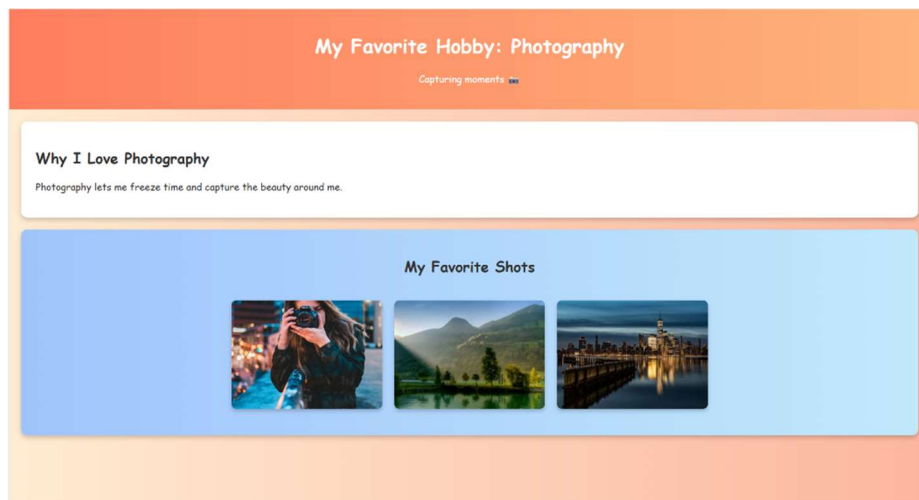 My Favorite Hobby: Photography
Capturing moments 📷
Why I Love Photography
Photography lets me freeze time and capture the beauty around me.
My Favorite Shots